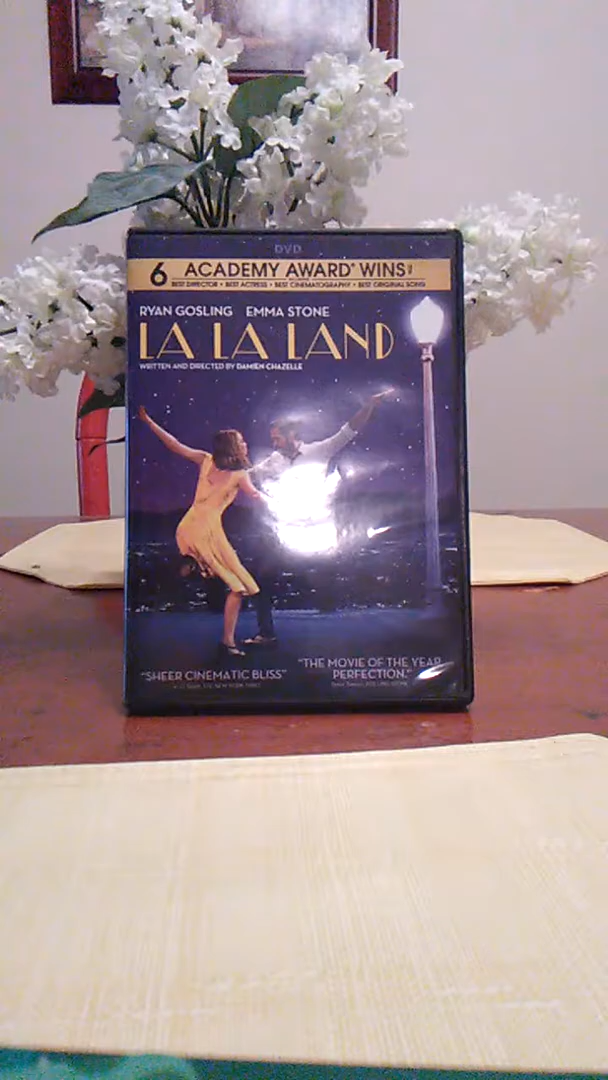 DVD
6 ACADEMY AWARD® WINS
BEST DIRECTOR • BEST ACTRESS • BEST CINEMATOGRAPHY • BEST ORIGINAL SONG
RYAN GOSLING EMMA STONE
LA LA LAND
WRITTEN AND DIRECTED BY DAMIEN CHAZELLE
"SHEER CINEMATIC BLISS"
"THE MOVIE OF THE YEAR
PERFECTION."